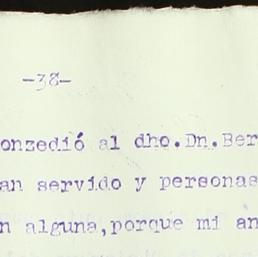 -38-
onzedió al dho.Dn.Ber
an servido y personas
n alguna,porque mi an